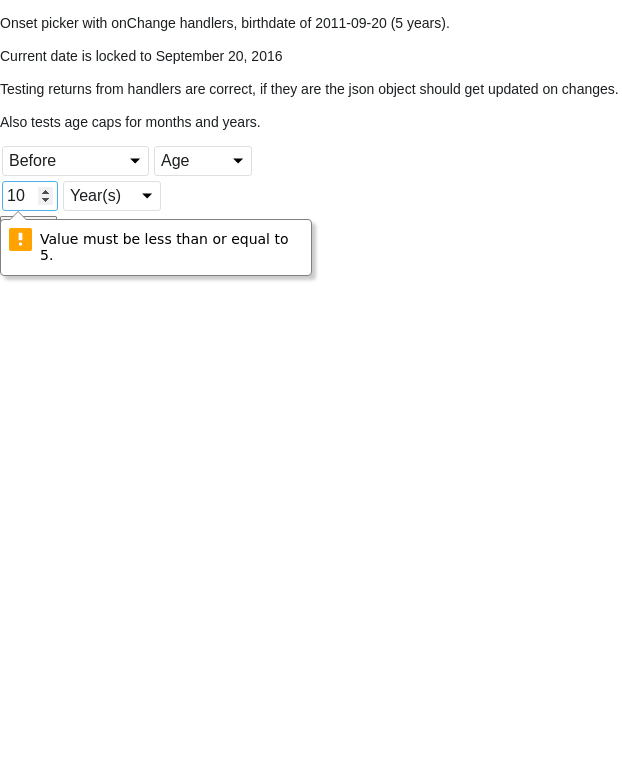 Onset picker with onChange handlers, birthdate of 2011-09-20 (5 years).
Current date is locked to September 20, 2016
Testing returns from handlers are correct, if they are the json object should get updated on changes.
Also tests age caps for months and years.
Before Age
10 Year(s)
Value must be less than or equal to
5.